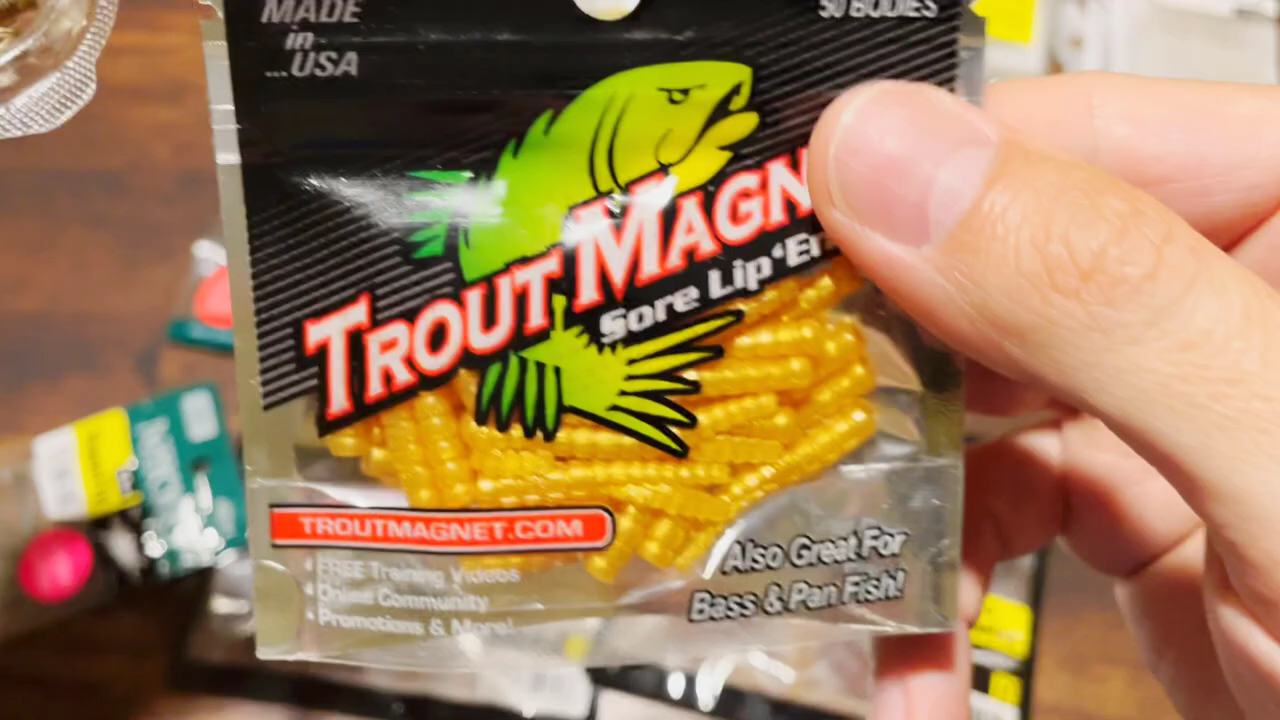 MADE
in
...USA
50 BODIES
TROUT MAGN
Sore Lip 'Em
TROUTMAGNET.COM
• FREE Training Videos
• Online Community
• Promotions & More!
Also Great For
Bass & Pan Fish!